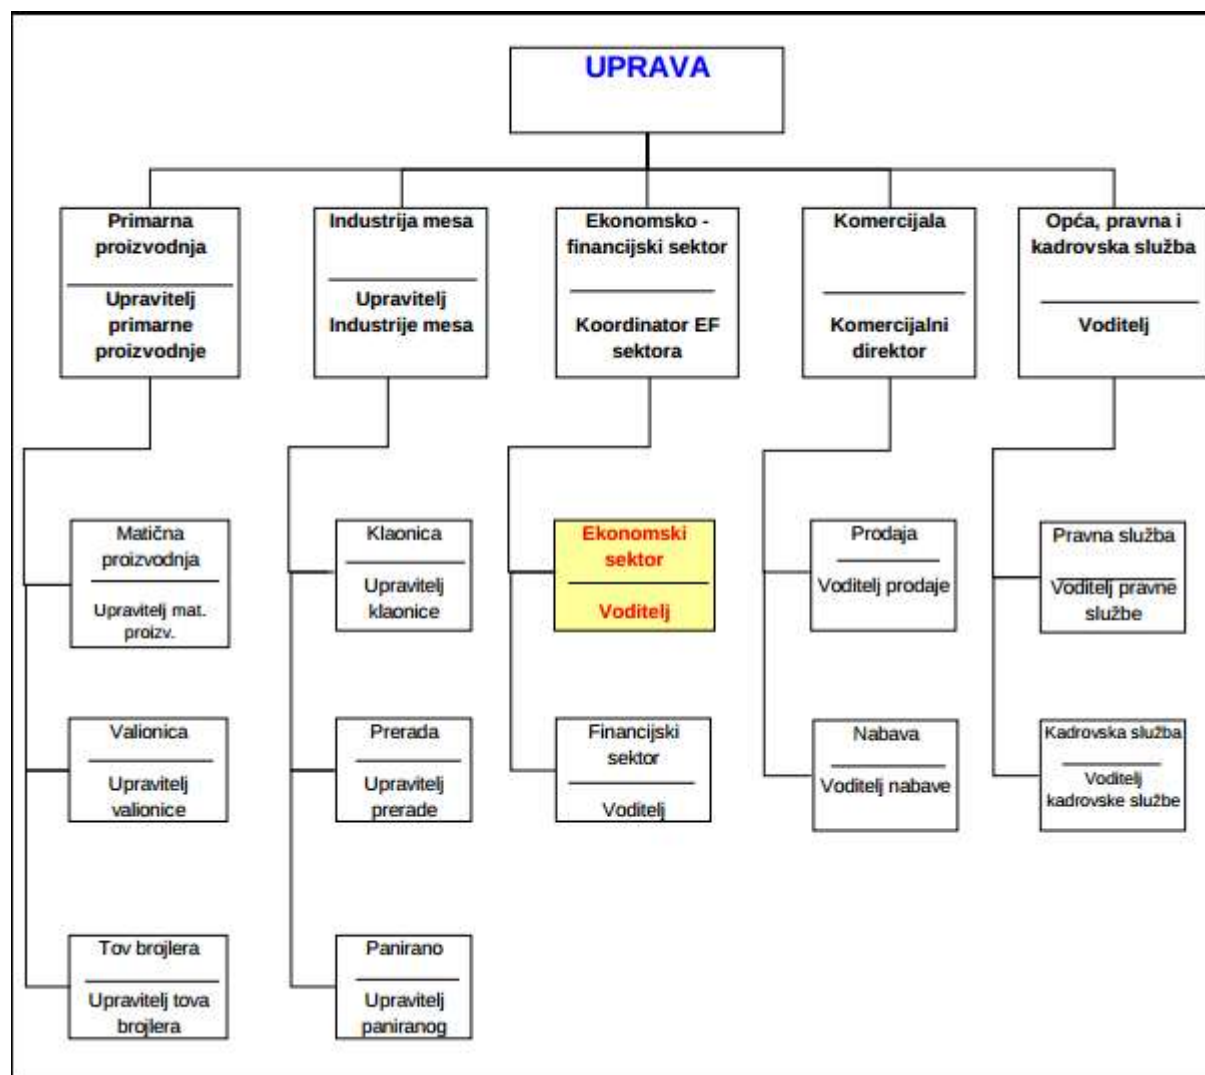 UPRAVA
Primarna
proizvodnja
Upravitelj
primarne
proizvodnje
Industrija mesa
Upravitelj
Industrije mesa
Ekonomsko -
financijski sektor
Koordinator EF
sektora
Komercijala
Komercijalni
direktor
Opća, pravna i
kadrovska služba
Voditelj
Matična
proizvodnja
Upravitelj mat.
proizv.
Klaonica
Upravitelj
klaonice
Ekonomski
sektor
Voditelj
Prodaja
Voditelj prodaje
Pravna služba
Voditelj pravne
službe
Valionica
Upravitelj
valionice
Prerada
Upravitelj
prerade
Financijski
sektor
Voditelj
Nabava
Voditelj nabave
Kadrovska služba
Voditelj
kadrovske službe
Tov brojlera
Upravitelj tova
brojlera
Panirano
Upravitelj
paniranog